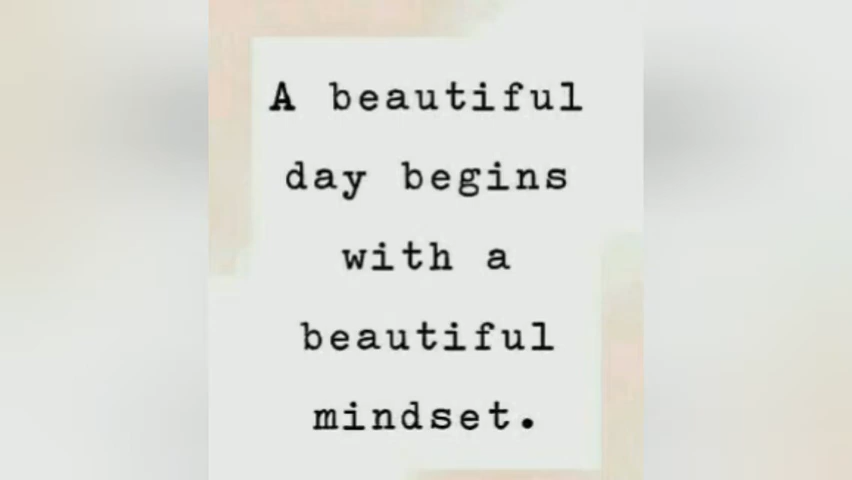 A beautiful
day begins
with a
beautiful
mindset.